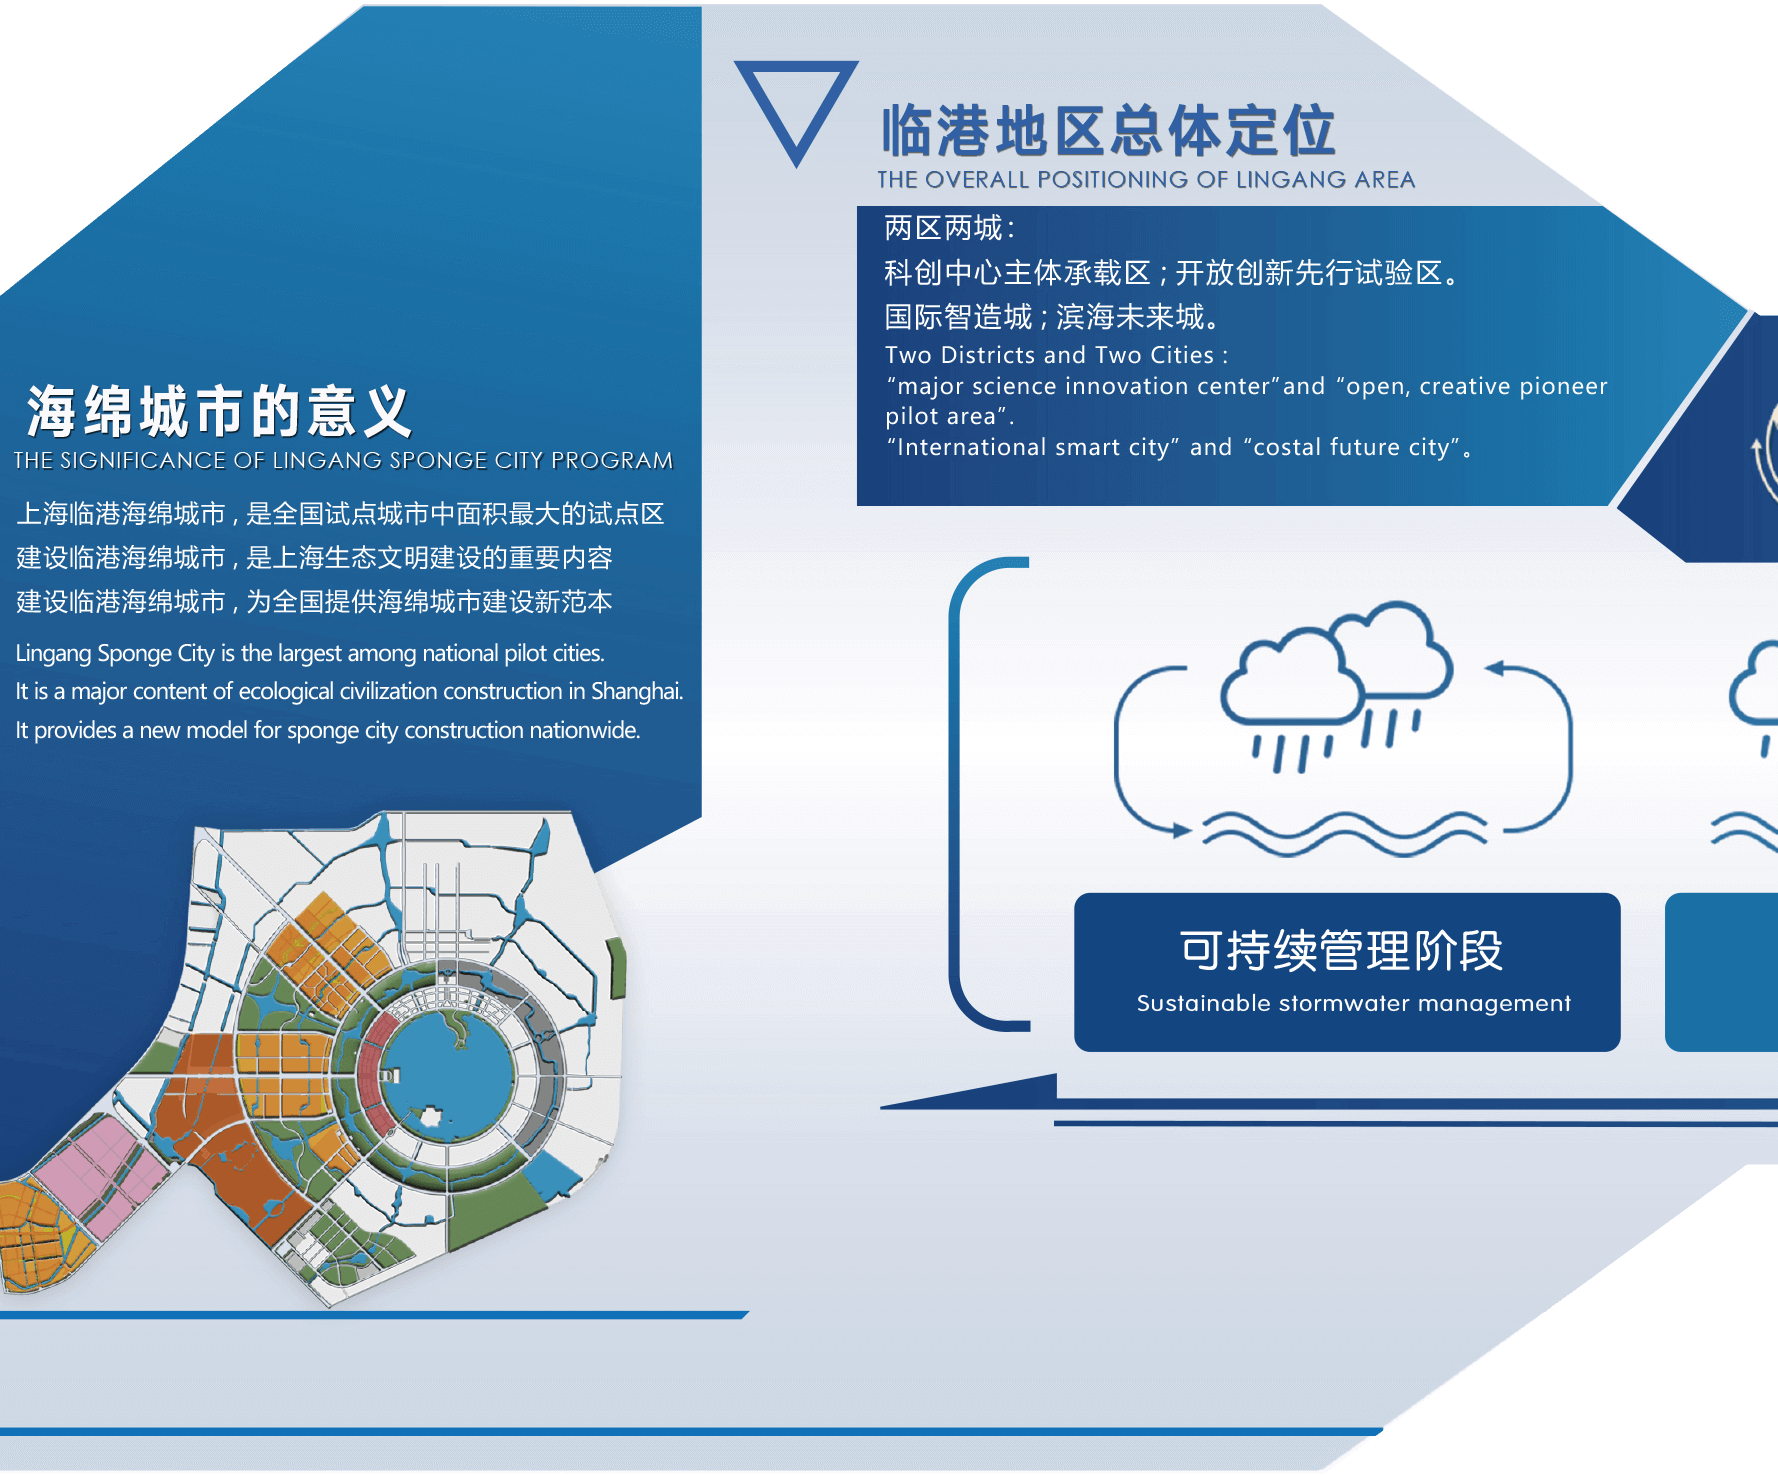 海绵城市的意义
THE SIGNIFICANCE OF LINGANG SPONGE CITY PROGRAM
上海临港海绵城市,是全国试点城市中面积最大的试点区
建设临港海绵城市,是上海生态文明建设的重要内容
建设临港海绵城市,为全国提供海绵城市建设新范本
Lingang Sponge City is the largest among national pilot cities.
It is a major content of ecological civilization construction in Shanghai.
It provides a new model for sponge city construction nationwide.
临港地区总体定位
THE OVERALL POSITIONING OF LINGANG AREA
两区两城:
科创中心主体承载区;开放创新先行试验区。
国际智造城;滨海未来城。
Two Districts and Two Cities :
“major science innovation center”and “open, creative pioneer
pilot area”.
“International smart city” and “costal future city”。
可持续管理阶段
Sustainable stormwater management